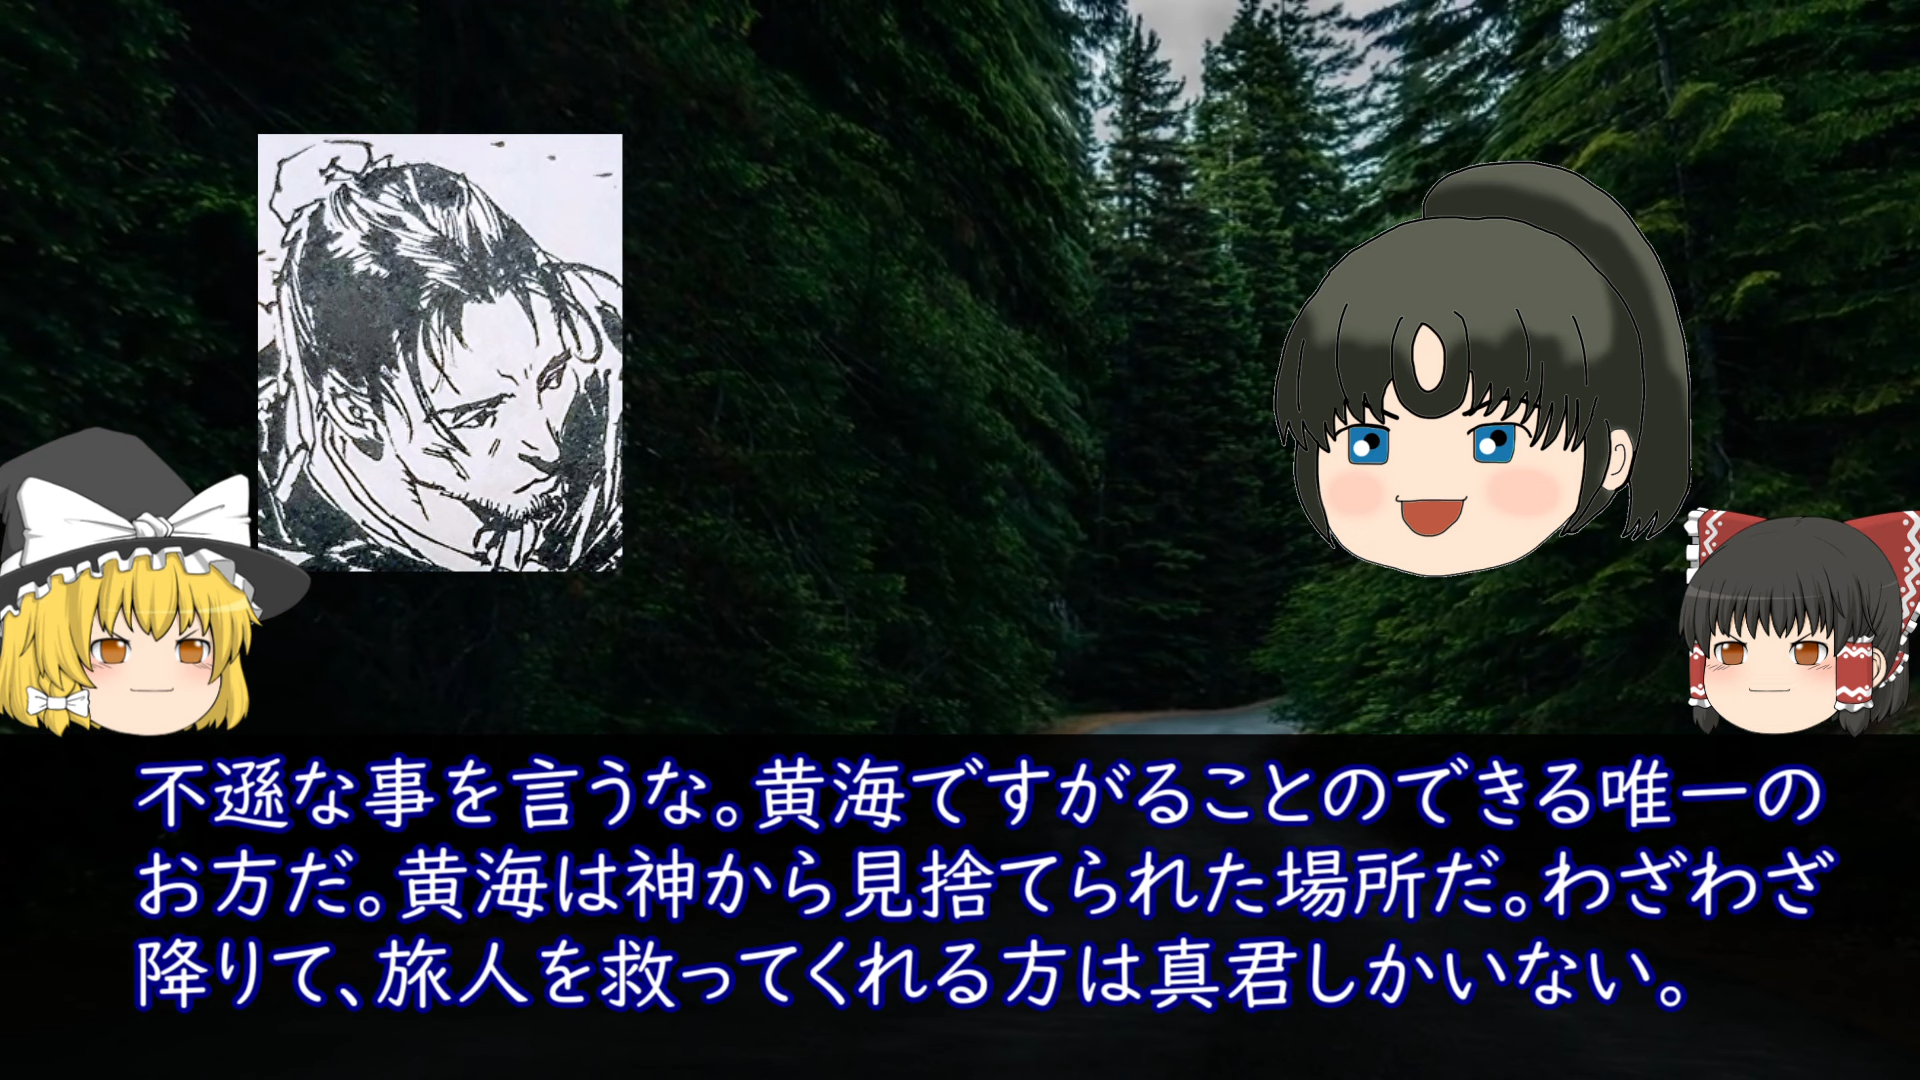 不遜な事を言うな。黄海ですがることのできる唯一の
お方だ。黄海は神から見捨てられた場所だ。わざわざ
降りて、旅人を救ってくれる方は真君しかいない。